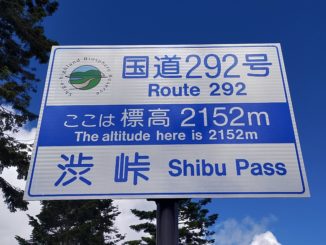 国道292号
Route 292
ここは標高2152m
The altitude here is 2152m
渋峠 Shibu Pass